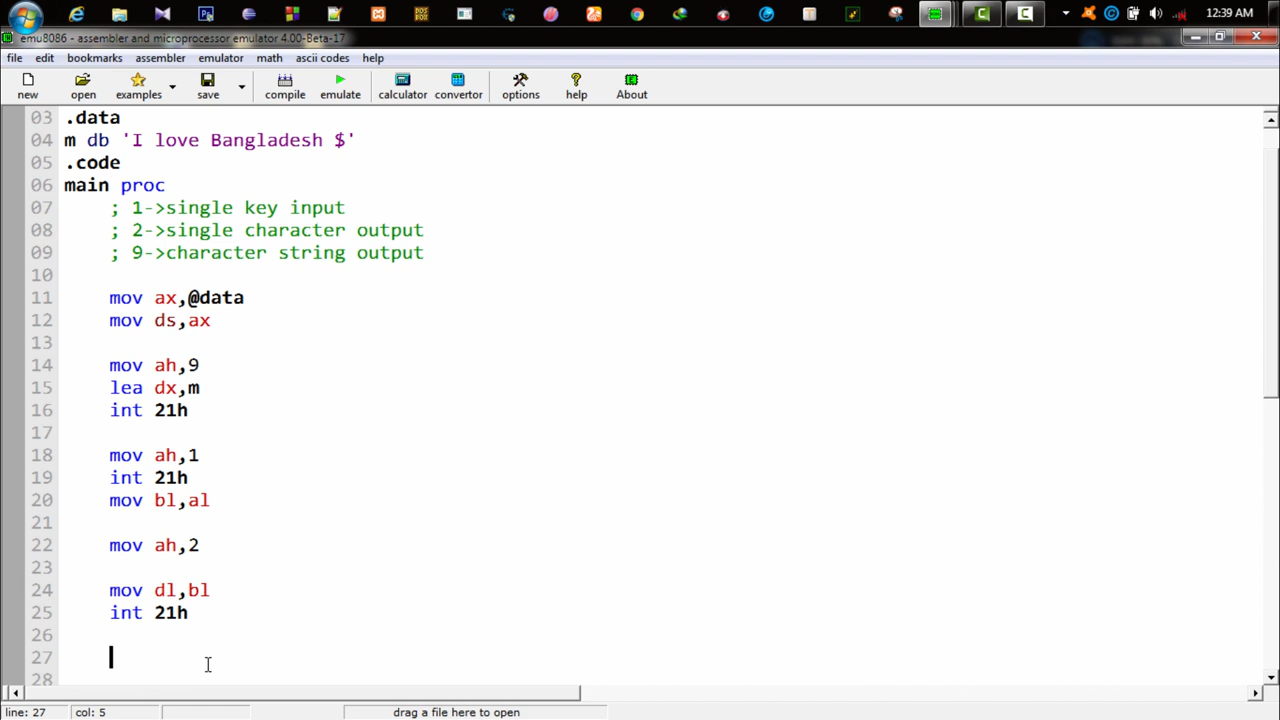 12:39 AM
emu8086 - assembler and microprocessor emulator 4.00-Beta-17
file edit bookmarks assembler emulator math ascii codes help
new open examples save compile emulate calculator convertor options help About
03 .data
04 m db 'I love Bangladesh $'
05 .code
06 main proc
07 ; 1->single key input
08 ; 2->single character output
09 ; 9->character string output
10
11 mov ax,@data
12 mov ds,ax
13
14 mov ah,9
15 lea dx,m
16 int 21h
17
18 mov ah,1
19 int 21h
20 mov bl,al
21
22 mov ah,2
23
24 mov dl,bl
25 int 21h
26
27
28
line: 27 col: 5 drag a file here to open